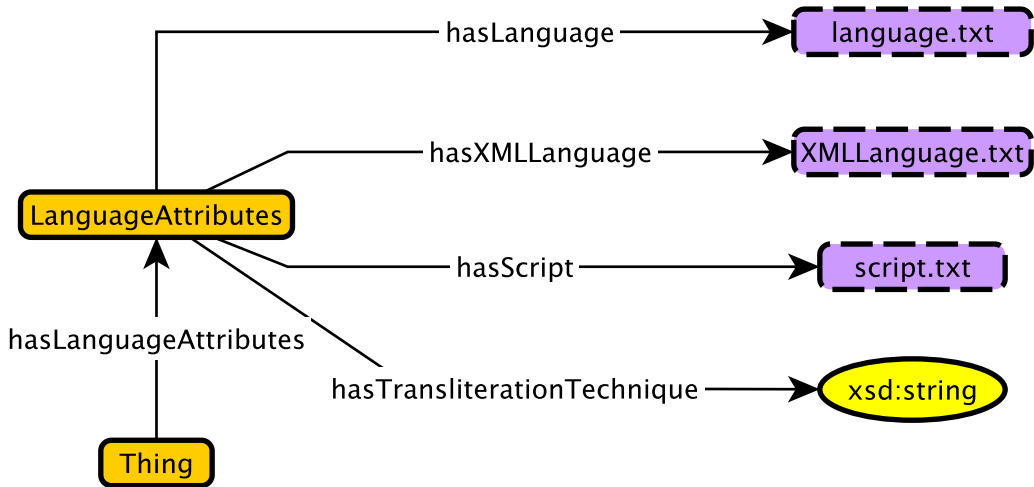 hasLanguage
language.txt
hasXMLLanguage
XMLLanguage.txt
LanguageAttributes
hasScript
script.txt
hasLanguageAttributes
hasTransliterationTechnique
xsd:string
Thing